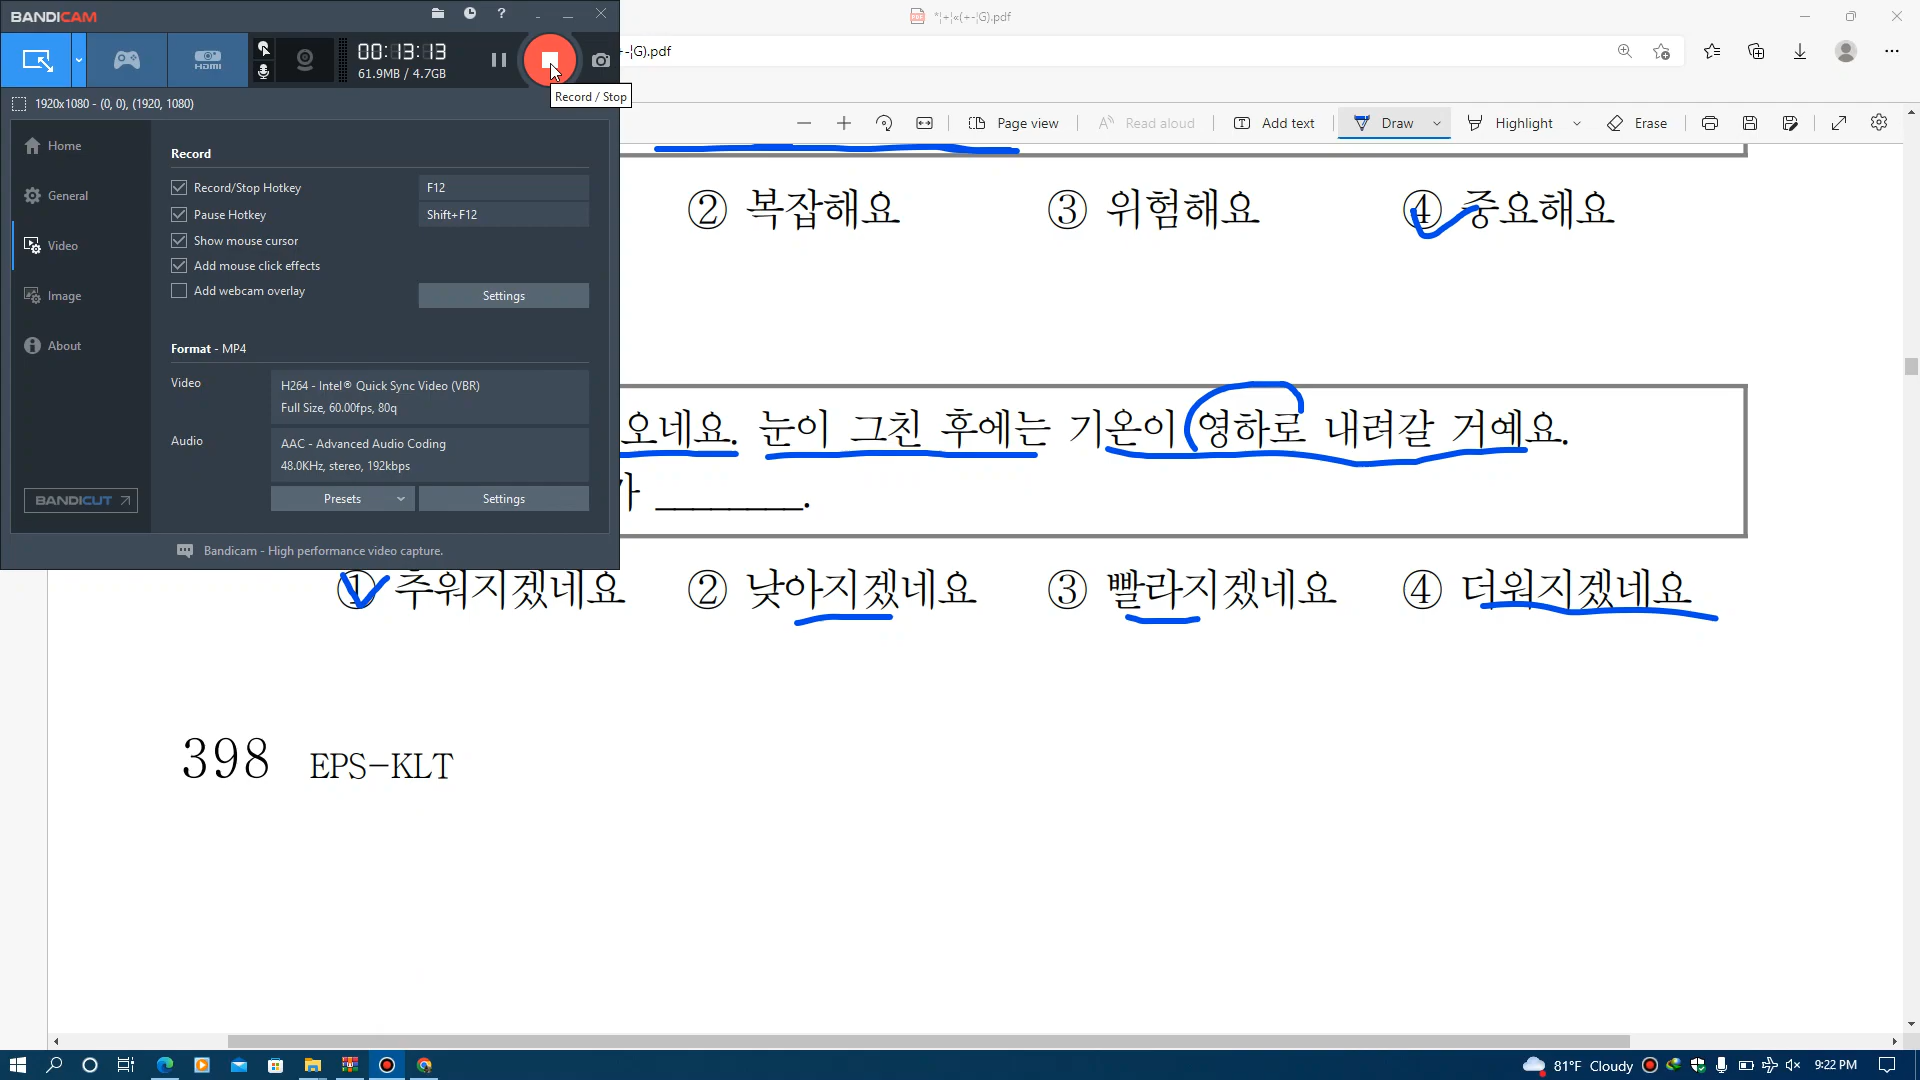 BANDICAM
*¦+¦«(+-¦G).pdf
00:13:13
61.9MB / 4.7GB
HDMI
+-¦G).pdf
Record / Stop
1920x1080 - (0, 0), (1920, 1080)
Page view
Read aloud
Add text
Draw
Highlight
Erase
Home
General
Video
Image
About
BANDICUT
Record
Record/Stop Hotkey F12
Pause Hotkey Shift+F12
Show mouse cursor
Add mouse click effects
Add webcam overlay
Settings
Format - MP4
Video
H264 - Intel® Quick Sync Video (VBR)
Full Size, 60.00fps, 80q
Audio
AAC - Advanced Audio Coding
48.0KHz, stereo, 192kbps
Presets
Settings
Bandicam - High performance video capture.
② 복잡해요 ③ 위험해요 ④ 중요해요
오네요. 눈이 그친 후에는 기온이 영하로 내려갈 거예요.
가 ________.
① 추워지겠네요 ② 낮아지겠네요 ③ 빨라지겠네요 ④ 더워지겠네요
398 EPS-KLT
81°F Cloudy
9:22 PM